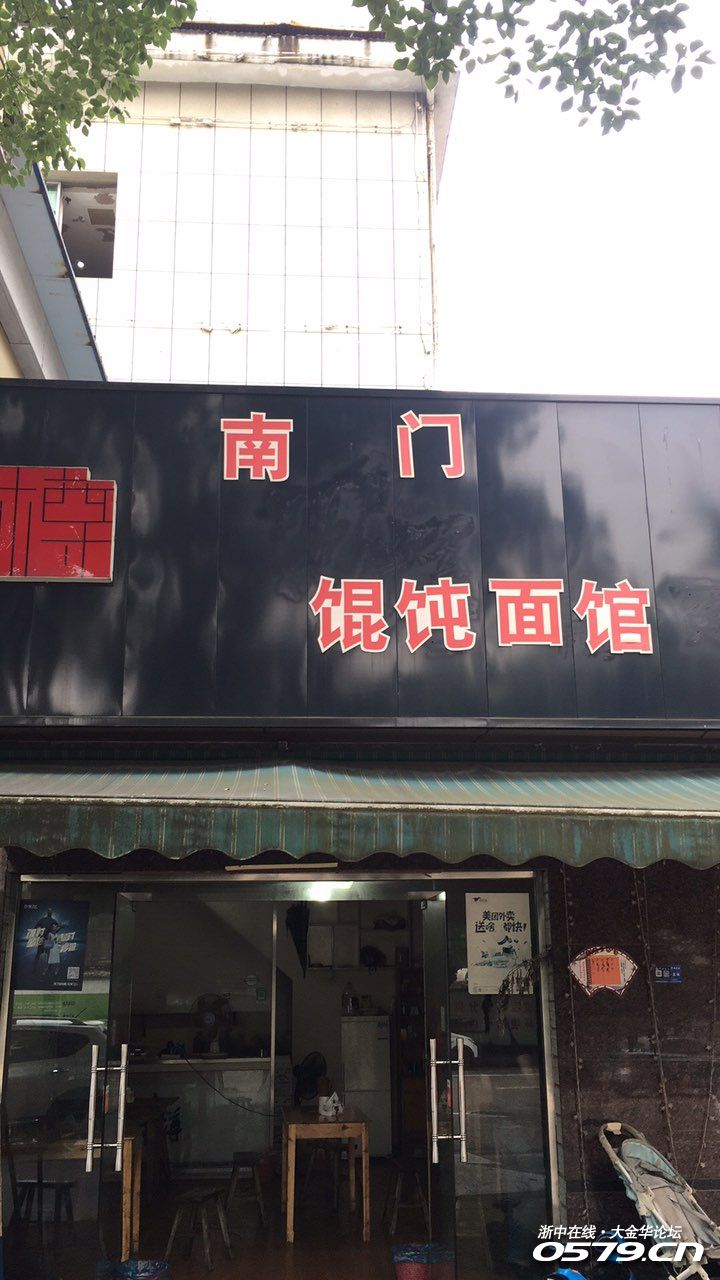 南门
馄饨面馆
美团外卖
送啥都快!
浙中在线·大金华论坛
0579.cn